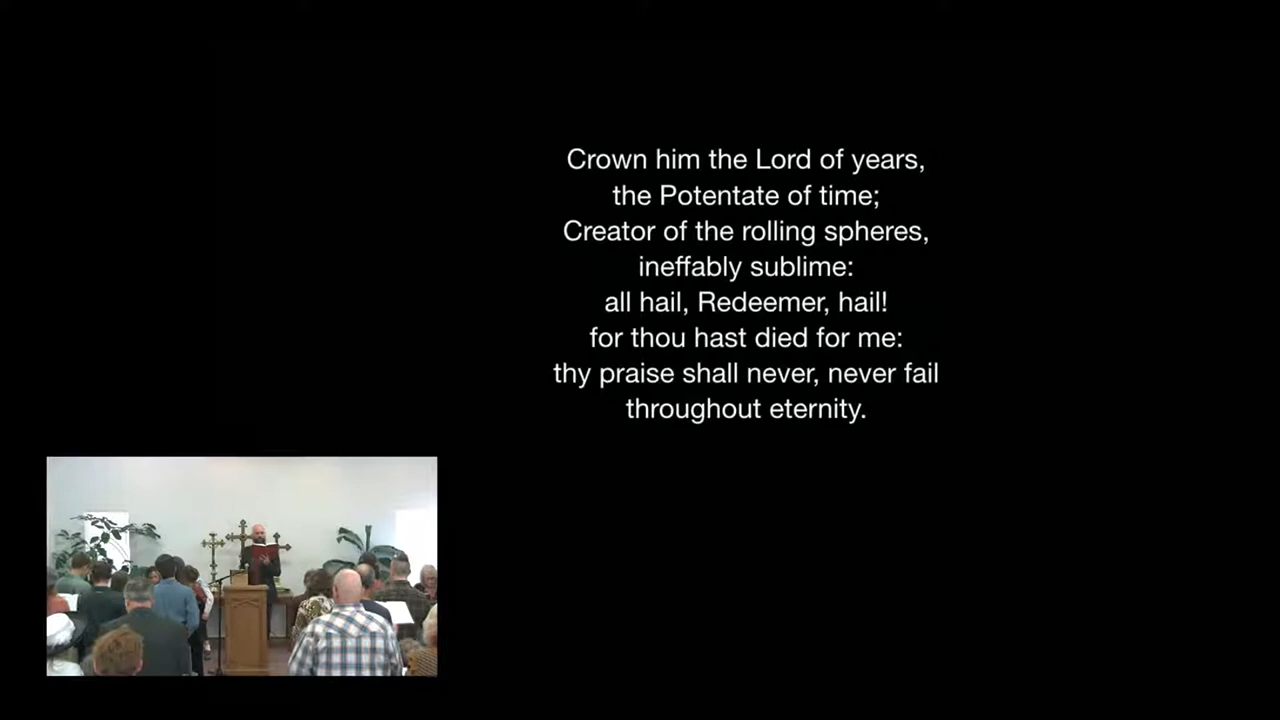 Crown him the Lord of years,
the Potentate of time;
Creator of the rolling spheres,
ineffably sublime:
all hail, Redeemer, hail!
for thou hast died for me:
thy praise shall never, never fail
throughout eternity.